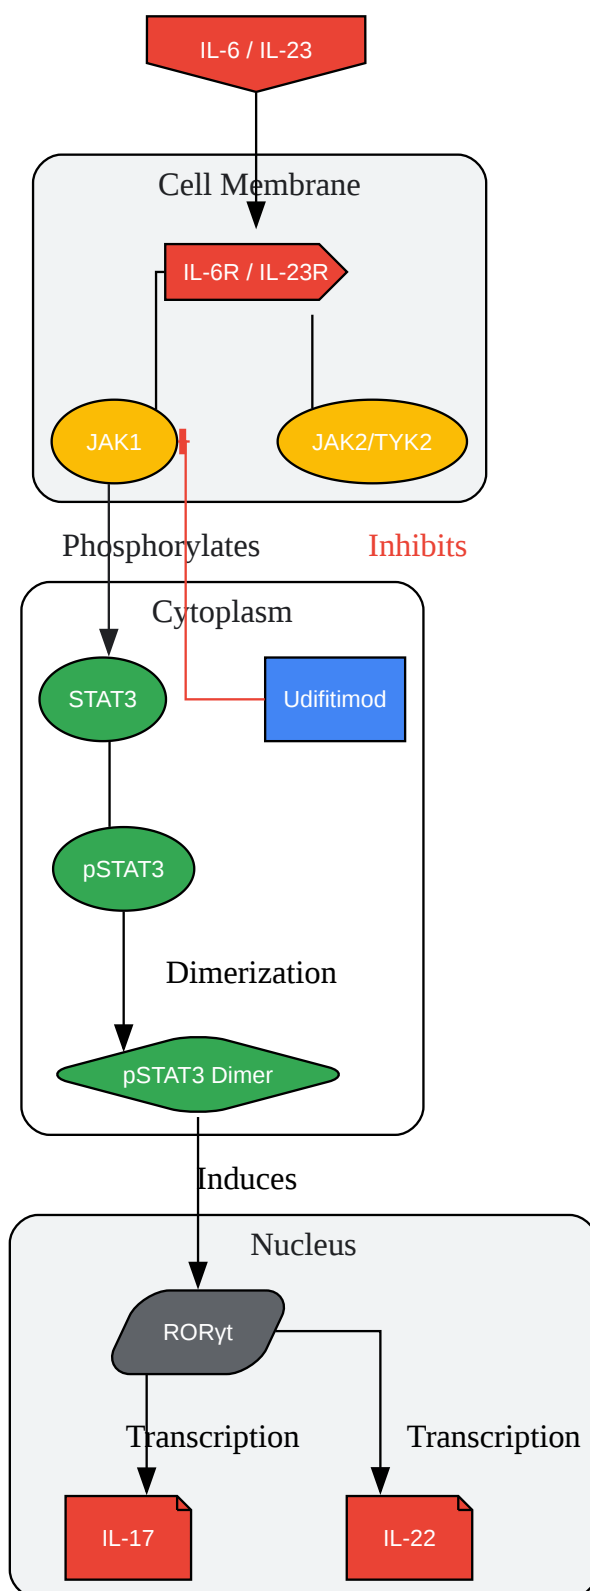 IL-6 / IL-23
Cell Membrane
IL-6R / IL-23R
JAK1
JAK2/TYK2
Phosphorylates
Inhibits
Cytoplasm
STAT3
Udifitimod
pSTAT3
Dimerization
pSTAT3 Dimer
Induces
Nucleus
RORγt
Transcription
Transcription
IL-17
IL-22